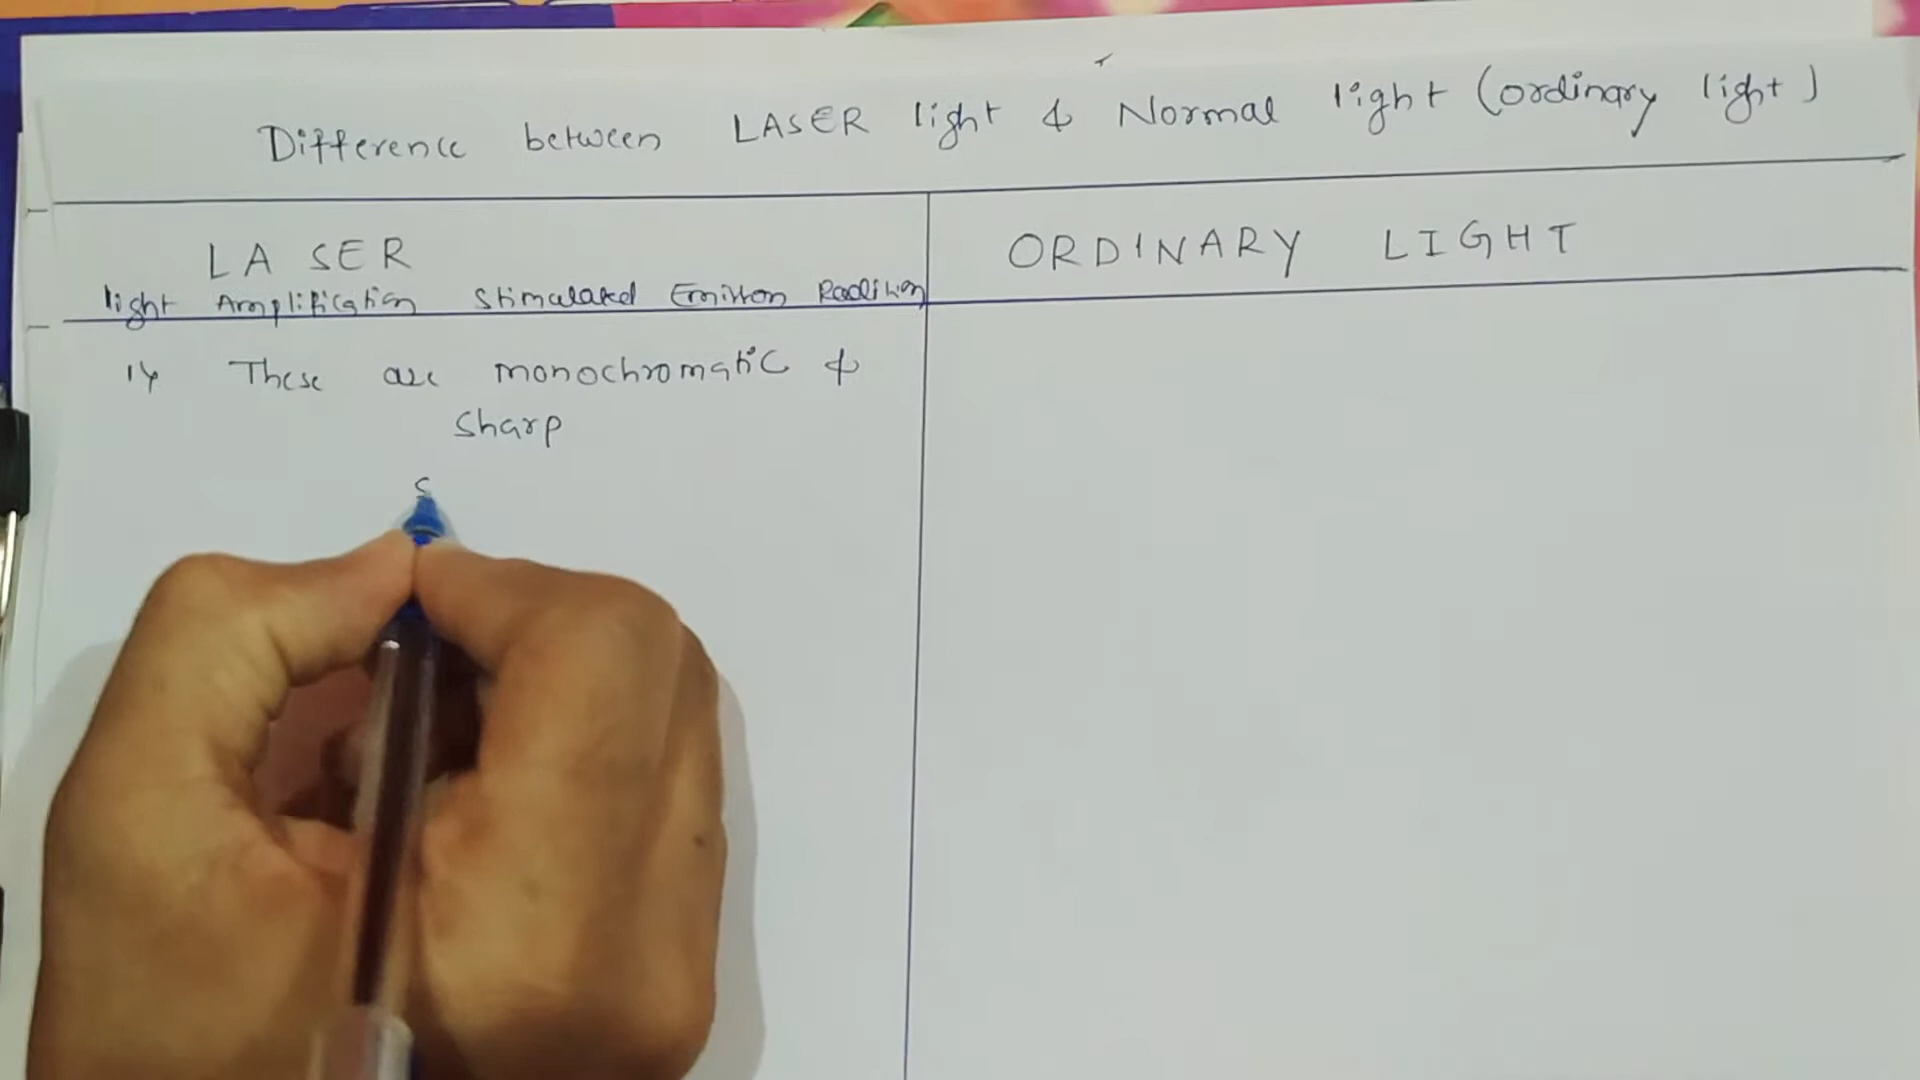 Difference between LASER light & Normal light (ordinary light)
LASER
ORDINARY LIGHT
light Amplification Stimulated Emission Radiation
1) These are monochromatic &
sharp
S